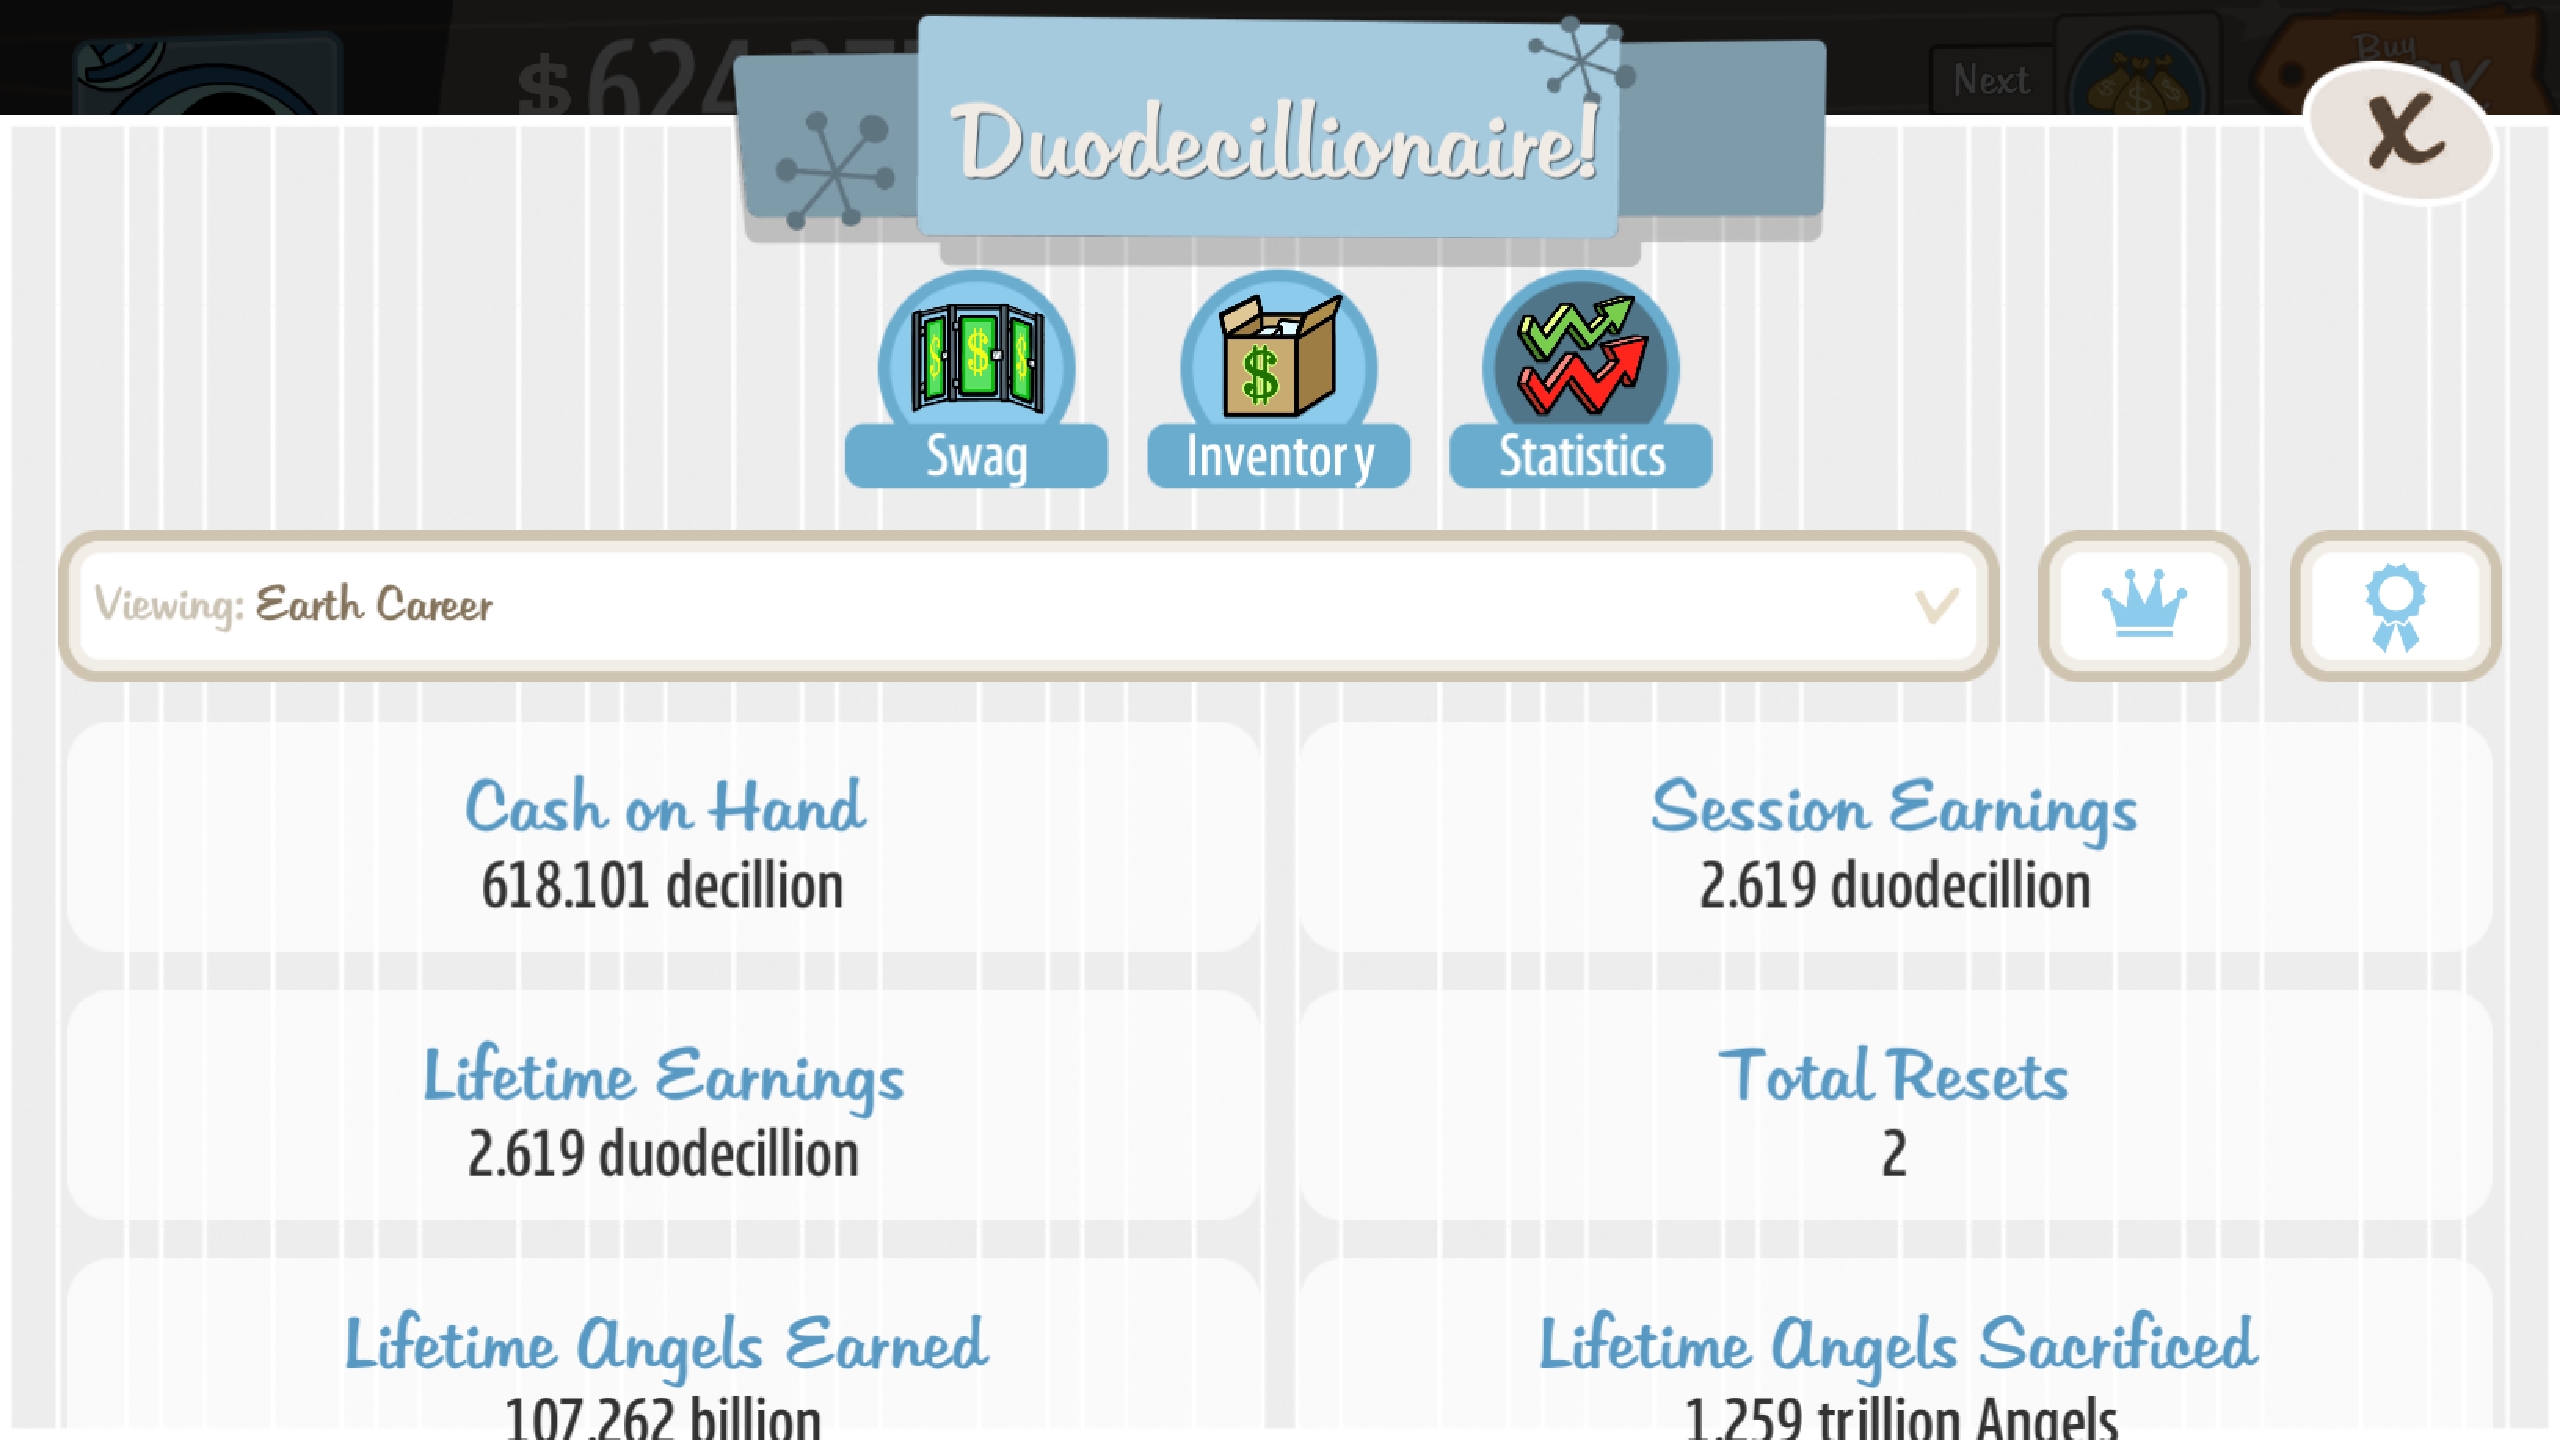 $624
Next
Buy
Duodecillionaire!
X
Swag
Inventory
Statistics
Viewing: Earth Career
Cash on Hand
618.101 decillion
Session Earnings
2.619 duodecillion
Lifetime Earnings
2.619 duodecillion
Total Resets
2
Lifetime Angels Earned
107.262 billion
Lifetime Angels Sacrificed
1.259 trillion Angels